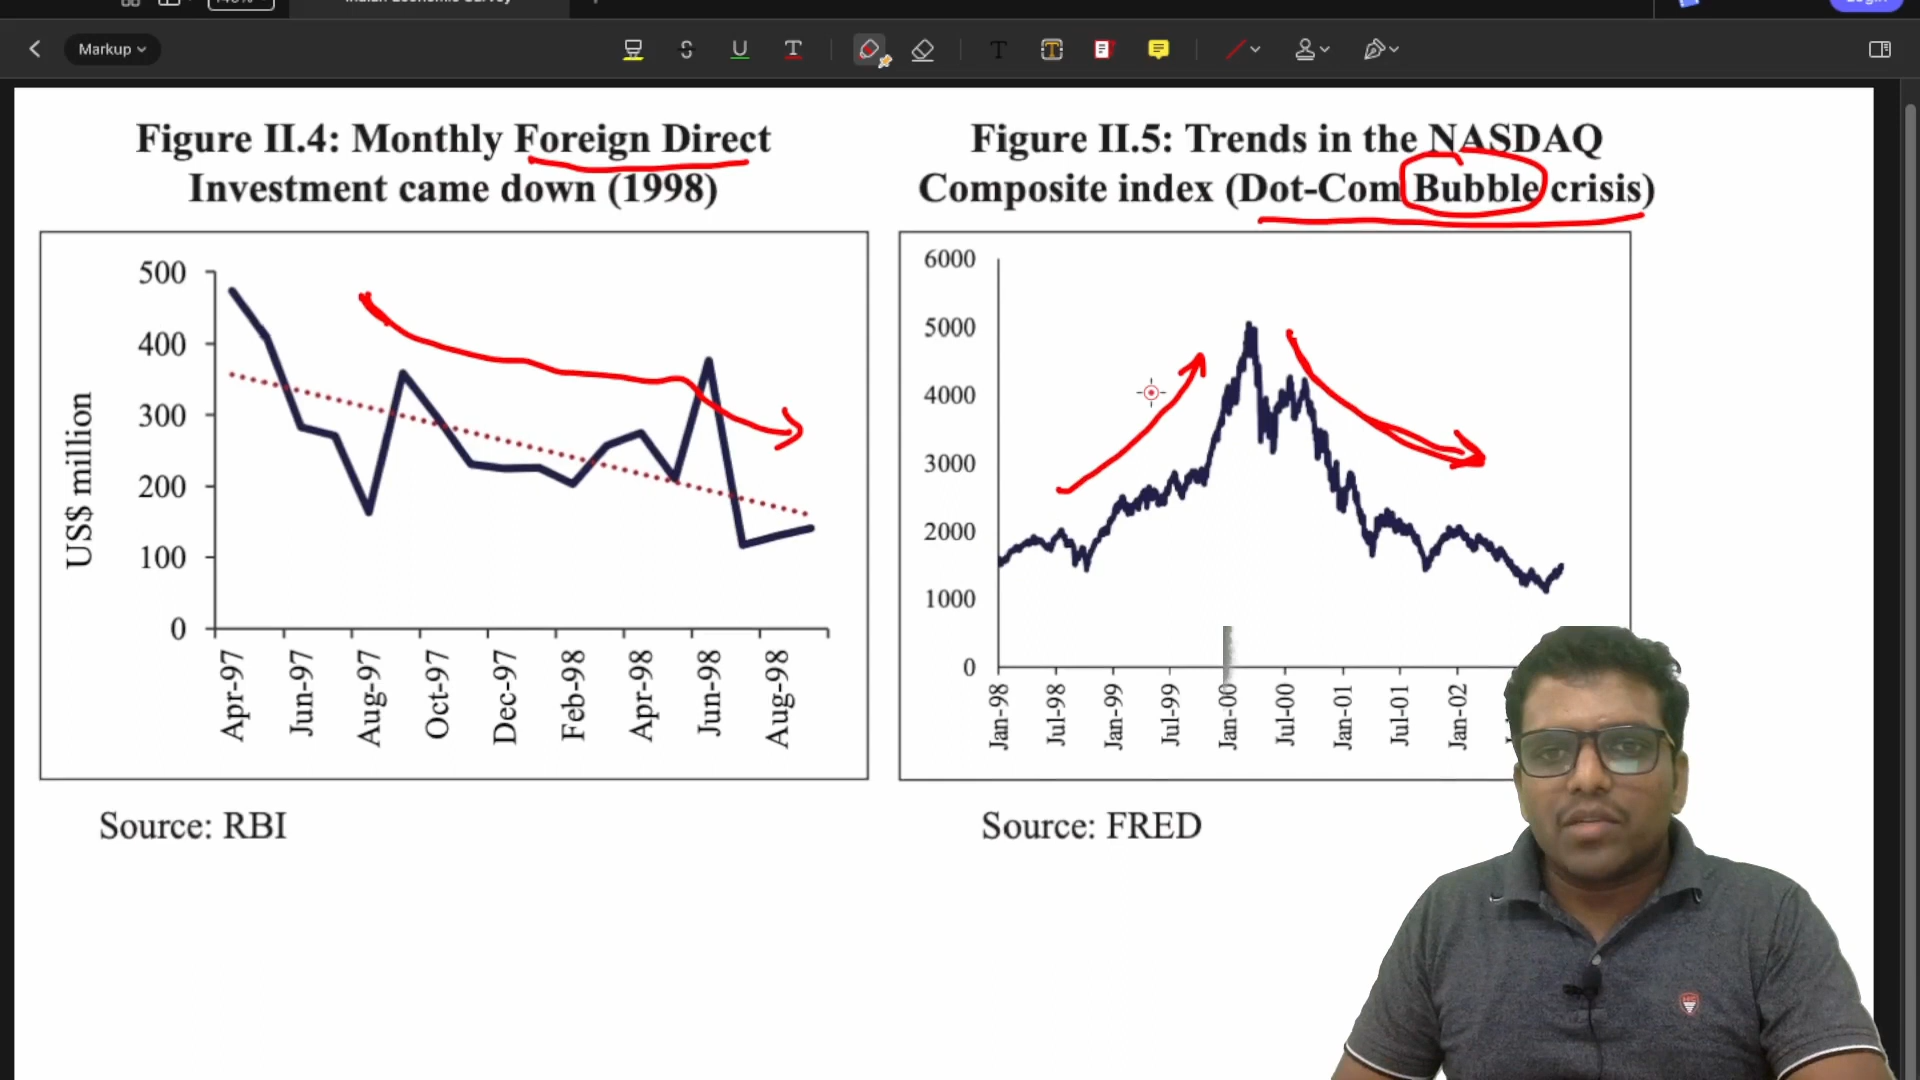 Markup
Figure II.4: Monthly Foreign Direct
Investment came down (1998)
500
400
300
200
100
0
US$ million
Apr-97
Jun-97
Aug-97
Oct-97
Dec-97
Feb-98
Apr-98
Jun-98
Aug-98
Source: RBI
Figure II.5: Trends in the NASDAQ
Composite index (Dot-Com Bubble crisis)
6000
5000
4000
3000
2000
1000
0
Jan-98
Jul-98
Jan-99
Jul-99
Jan-00
Jul-00
Jan-01
Jul-01
Jan-02
Source: FRED